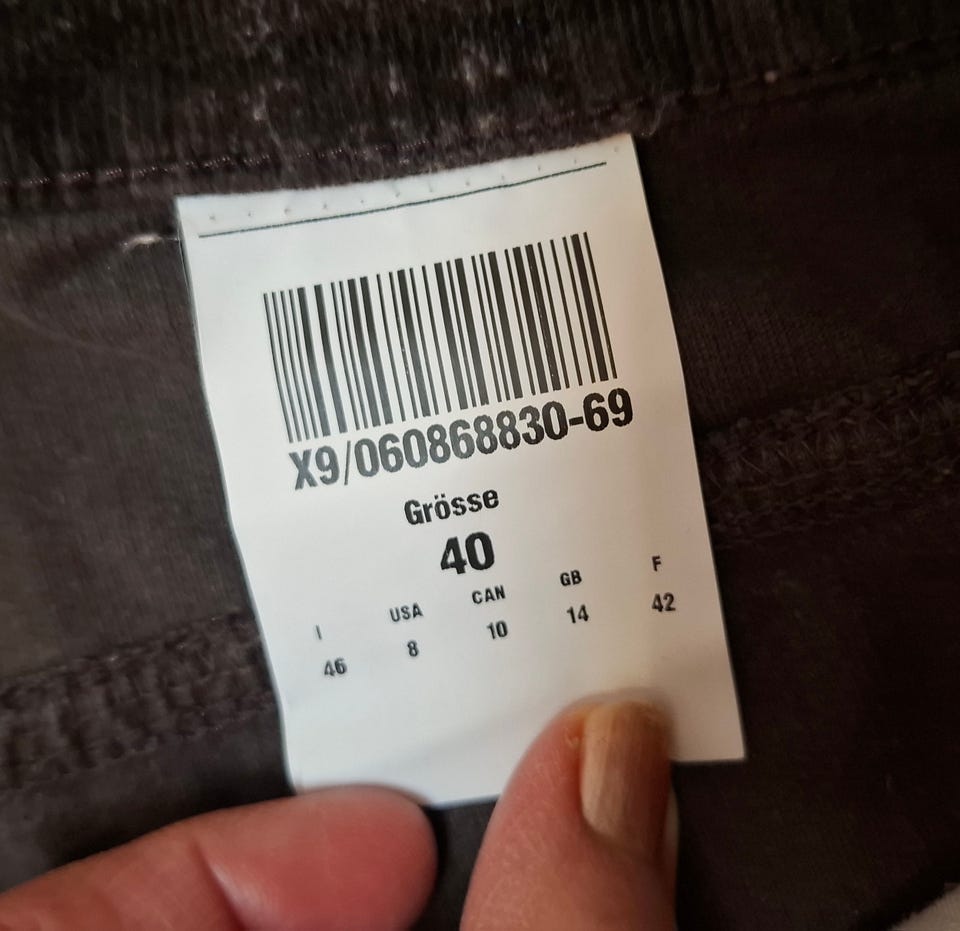 X9/060868830-69
Grösse
40
I USA CAN GB F
46 8 10 14 42